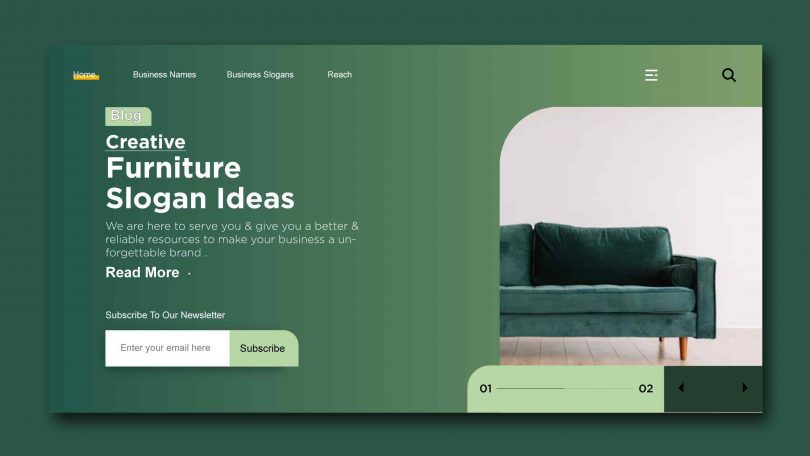 Home Business Names Business Slogans Reach
Blog
Creative
Furniture
Slogan Ideas
We are here to serve you & give you a better &
reliable resources to make your business a un-
forgettable brand .
Read More .
Subscribe To Our Newsletter
Enter your email here Subscribe
01 02